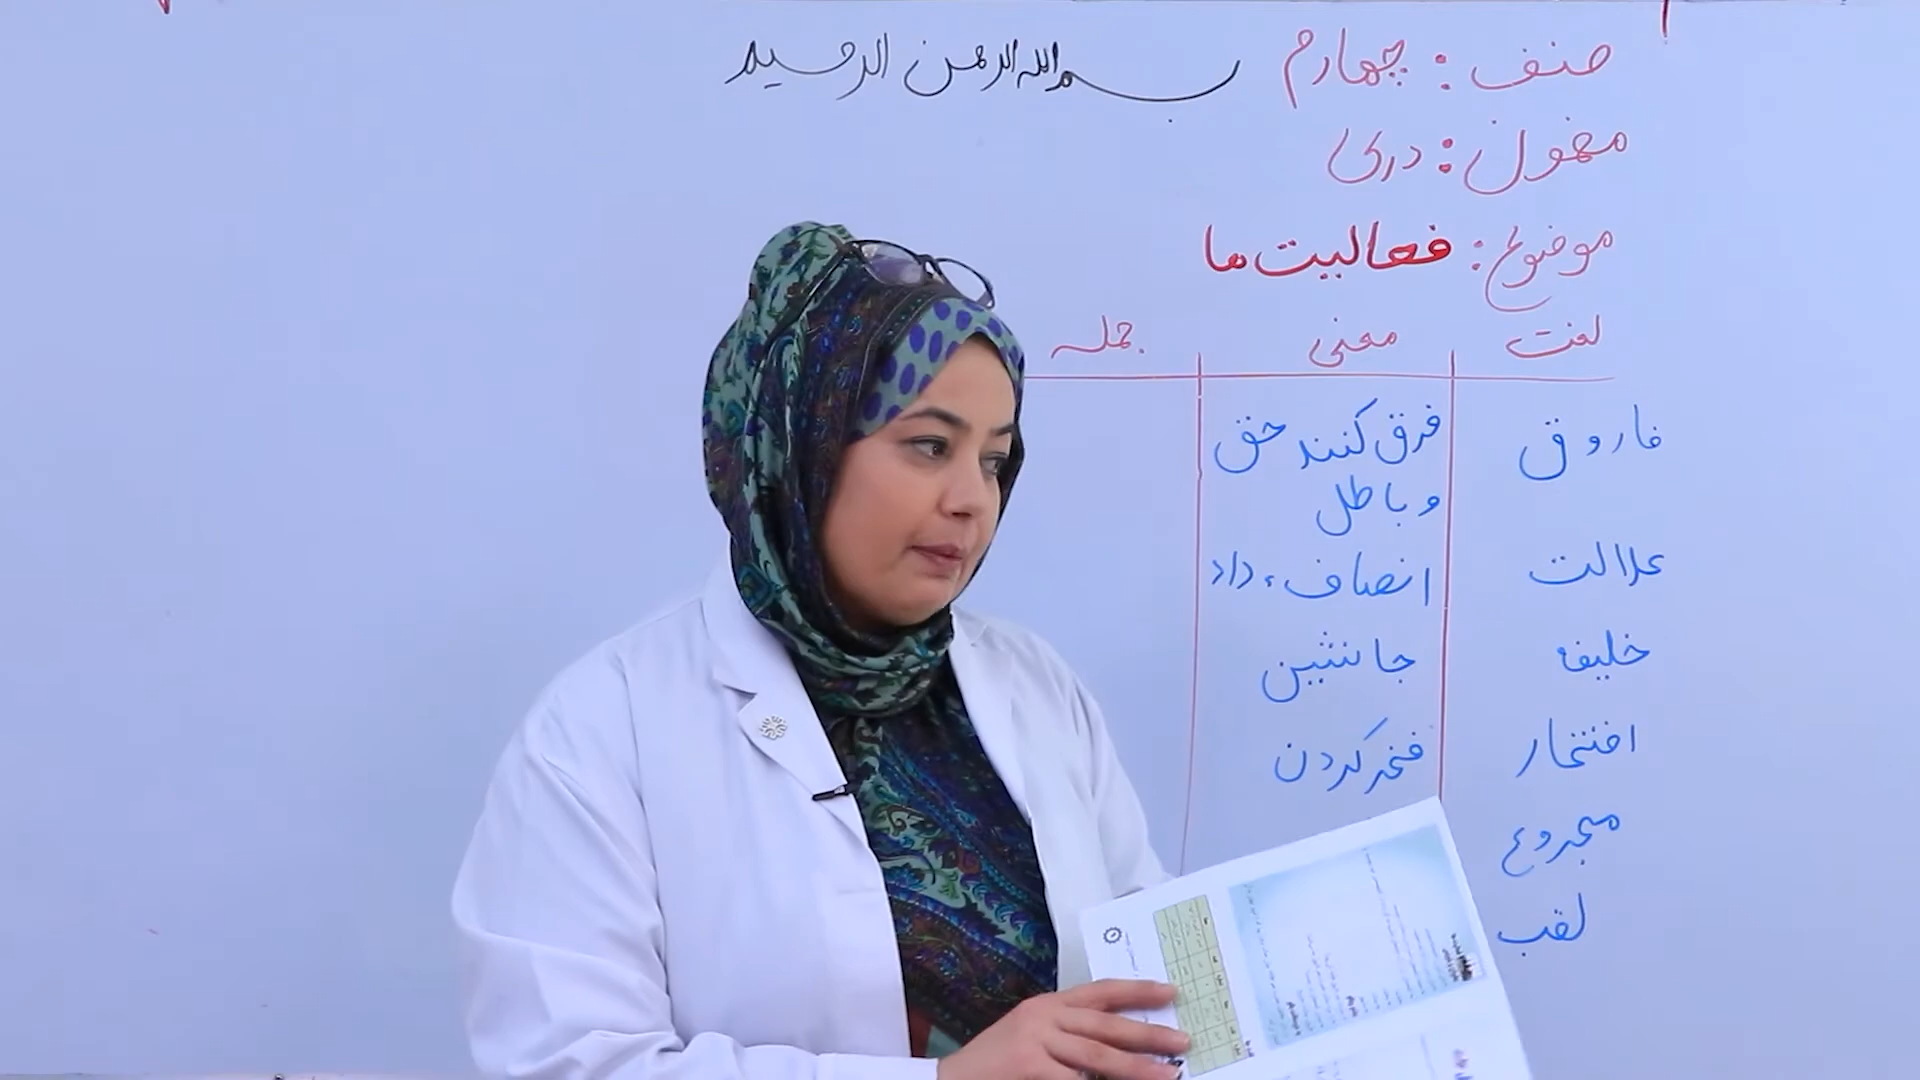 بسم الله الرحمن الرحیم
صنف : چهارم
مضمون : دری
موضوع : فعالیت ها
لغت معنی جمله
فاروق فرق کنند حق
و باطل
عدالت انصاف، داد
خلیفه جانشین
افتخار فخر کردن
مجروح
لقب